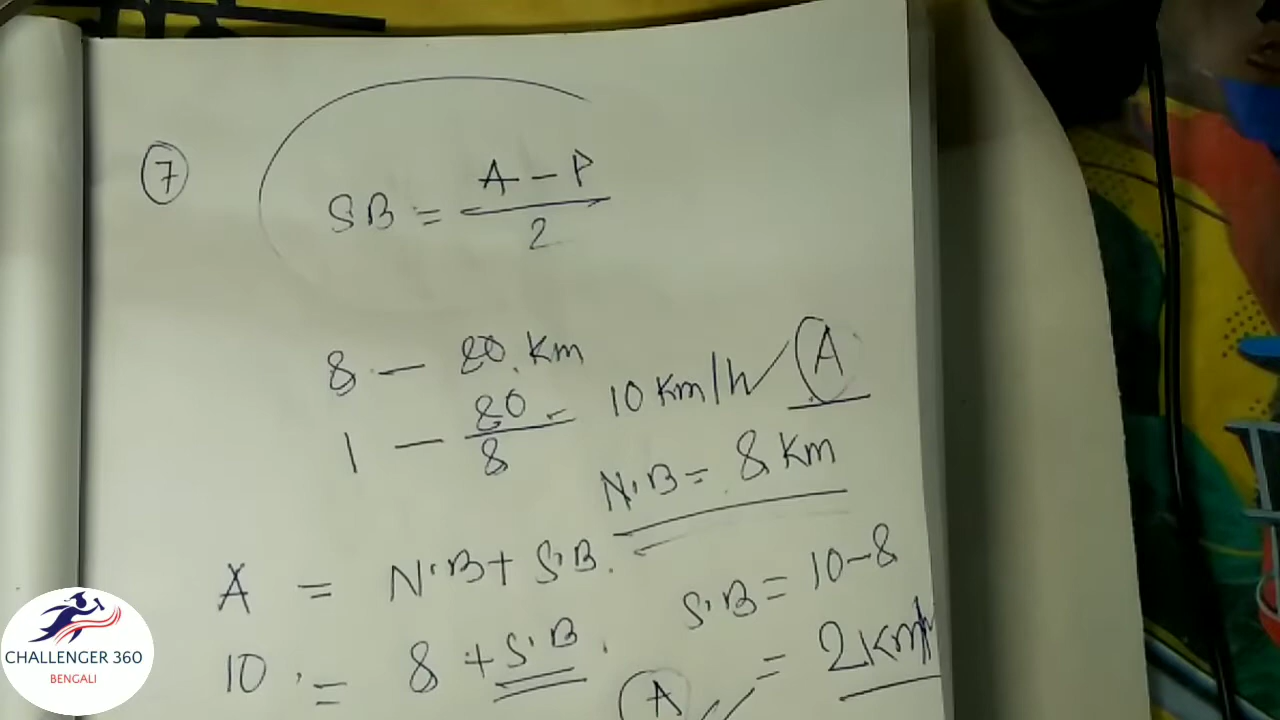 7
SB = A - P / 2
8 — 80 km
1 — 80 / 8 = 10 km/h A
N.B = 8 km
A = N.B + S.B.
S.B = 10-8
10 = 8 + S.B.
= 2 km/h
A
CHALLENGER 360
BENGALI